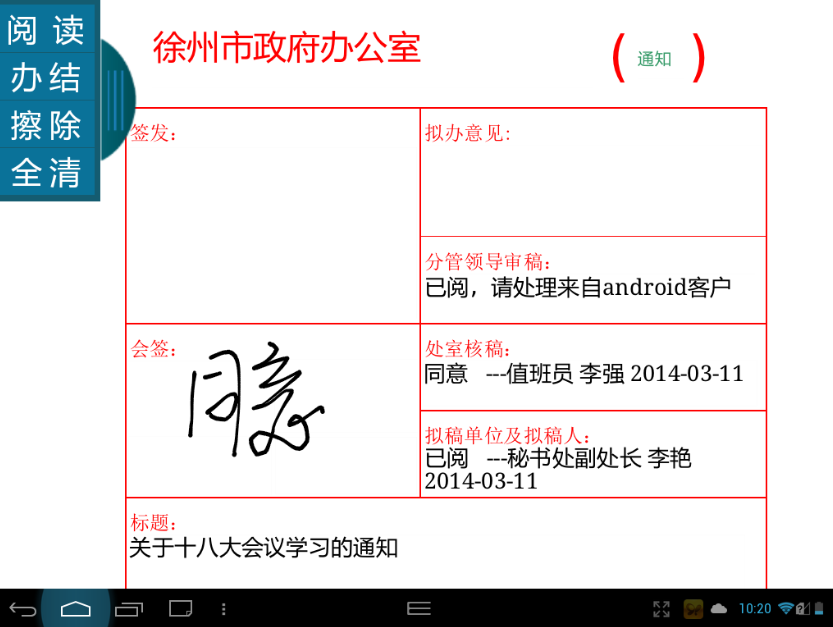 阅读
办结
擦除
全清
徐州市政府办公室
( 通知 )
签发:
拟办意见:
分管领导审稿:
已阅，请处理来自android客户
会签:
同意
处室核稿:
同意 ---值班员 李强 2014-03-11
拟稿单位及拟稿人:
已阅 ---秘书处副处长 李艳
2014-03-11
标题:
关于十八大会议学习的通知
10:20